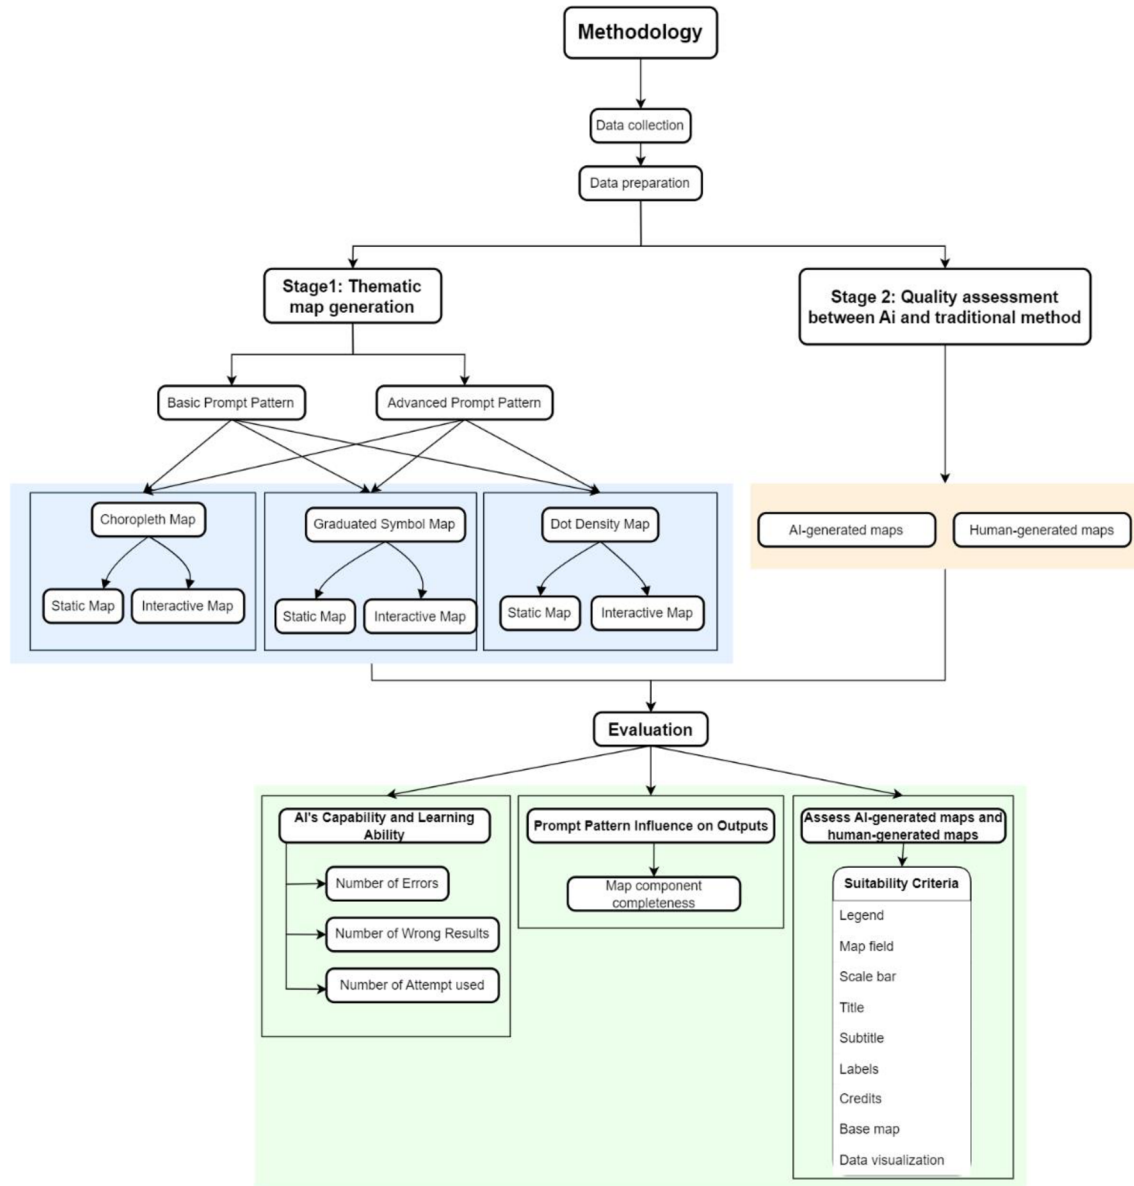 Methodology
Data collection
Data preparation
Stage1: Thematic
map generation
Stage 2: Quality assessment
between Ai and traditional method
Basic Prompt Pattern
Advanced Prompt Pattern
Choropleth Map
Static Map
Interactive Map
Graduated Symbol Map
Static Map
Interactive Map
Dot Density Map
Static Map
Interactive Map
AI-generated maps
Human-generated maps
Evaluation
AI's Capability and Learning
Ability
Number of Errors
Number of Wrong Results
Number of Attempt used
Prompt Pattern Influence on Outputs
Map component
completeness
Assess AI-generated maps and
human-generated maps
Suitability Criteria
Legend
Map field
Scale bar
Title
Subtitle
Labels
Credits
Base map
Data visualization